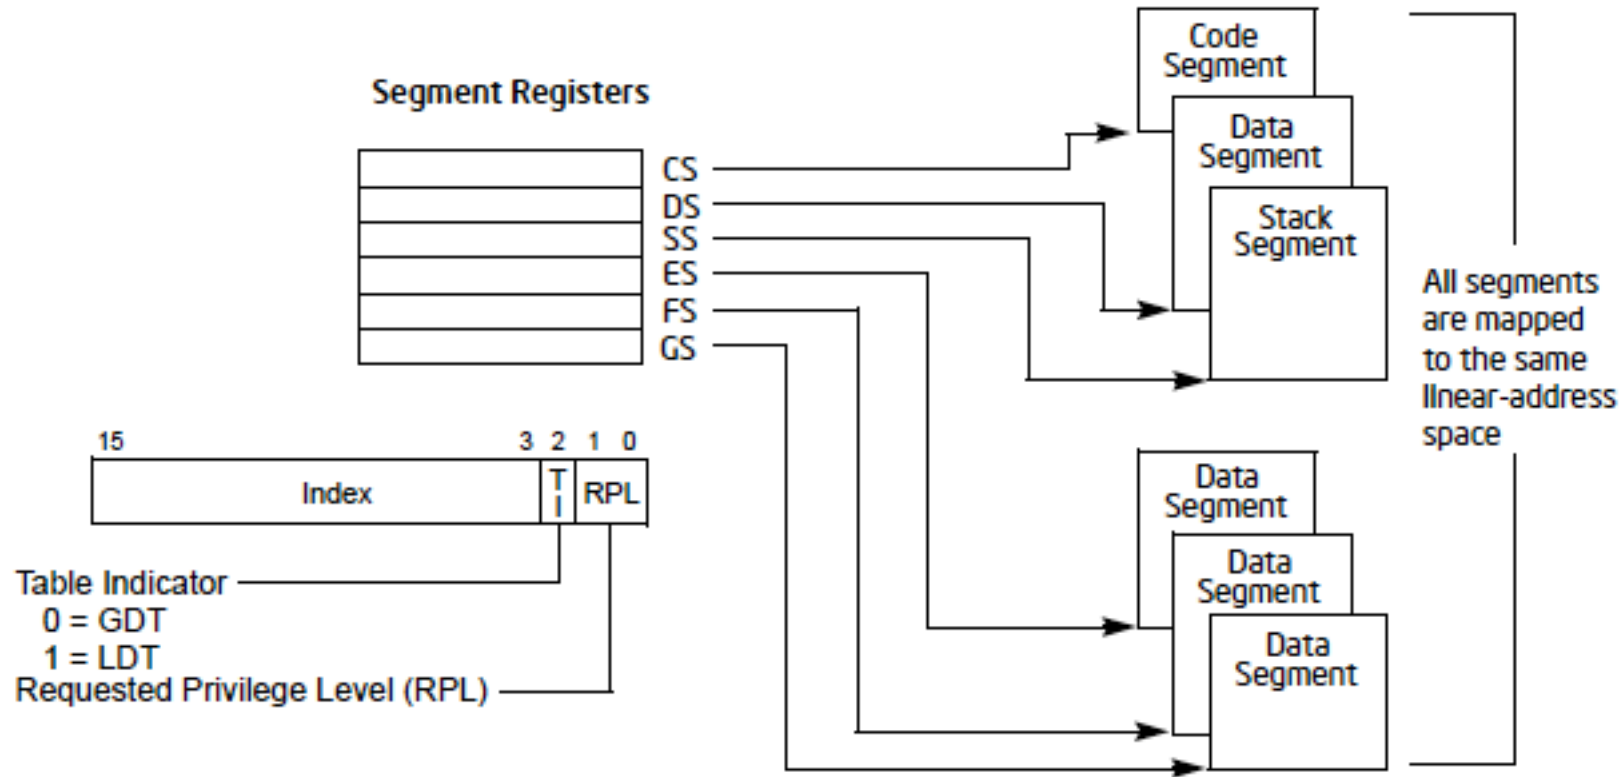 Segment Registers
CS
DS
SS
ES
FS
GS
Code
Segment
Data
Segment
Stack
Segment
All segments
are mapped
to the same
linear-address
space
Data
Segment
Data
Segment
Data
Segment
15 3 2 1 0
Index
TI
RPL
Table Indicator
0 = GDT
1 = LDT
Requested Privilege Level (RPL)